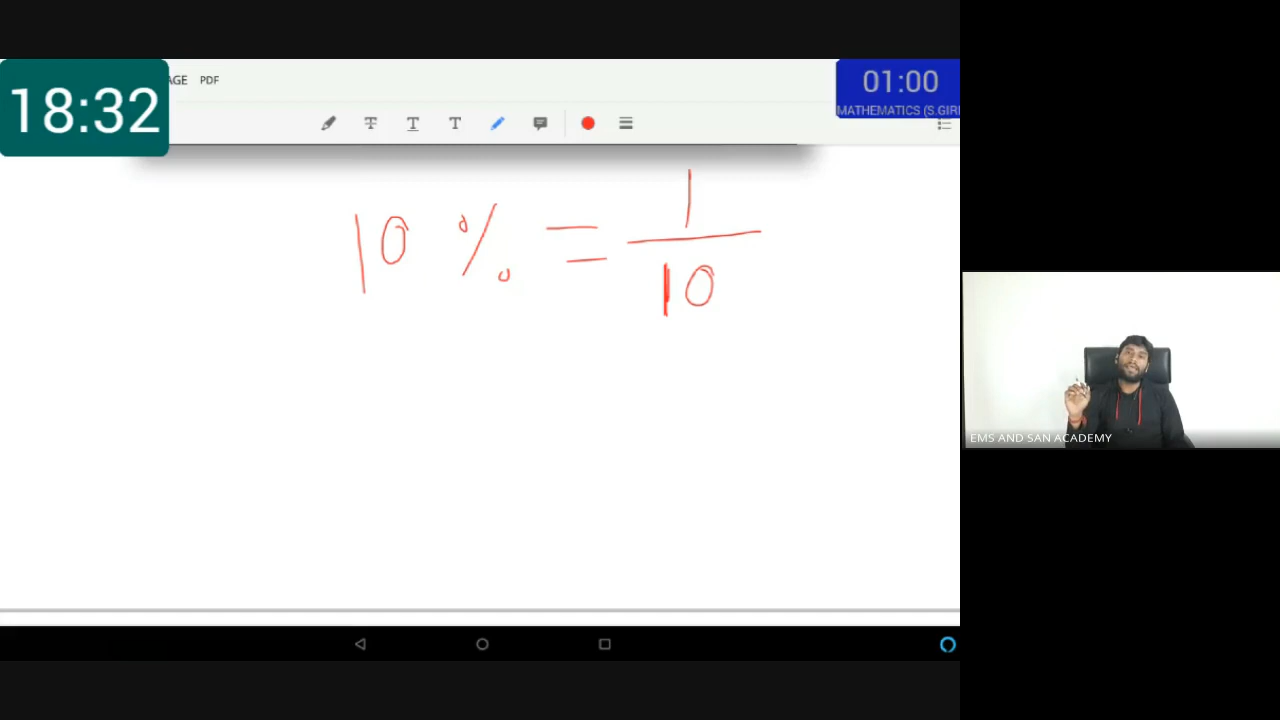 18:32
AGE PDF
01:00
MATHEMATICS (S.GIRI
T T T
10 % = 1/10
EMS AND SAN ACADEMY